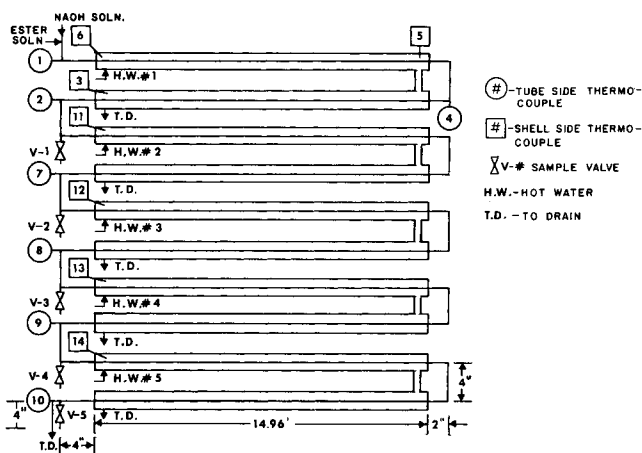 NAOH SOLN.
ESTER
SOLN
6
5
1
H.W.#1
3
2
4
T.D.
11
V-1
H.W.#2
7
T.D.
12
V-2
H.W.#3
8
T.D.
13
V-3
H.W.#4
9
T.D.
14
V-4
H.W.#5
4"
10
4"
V-5
T.D.
T.D.
4"
14.96'
2"
# -TUBE SIDE THERMO-
COUPLE
# -SHELL SIDE THERMO-
COUPLE
V-# SAMPLE VALVE
H.W.-HOT WATER
T.D. - TO DRAIN